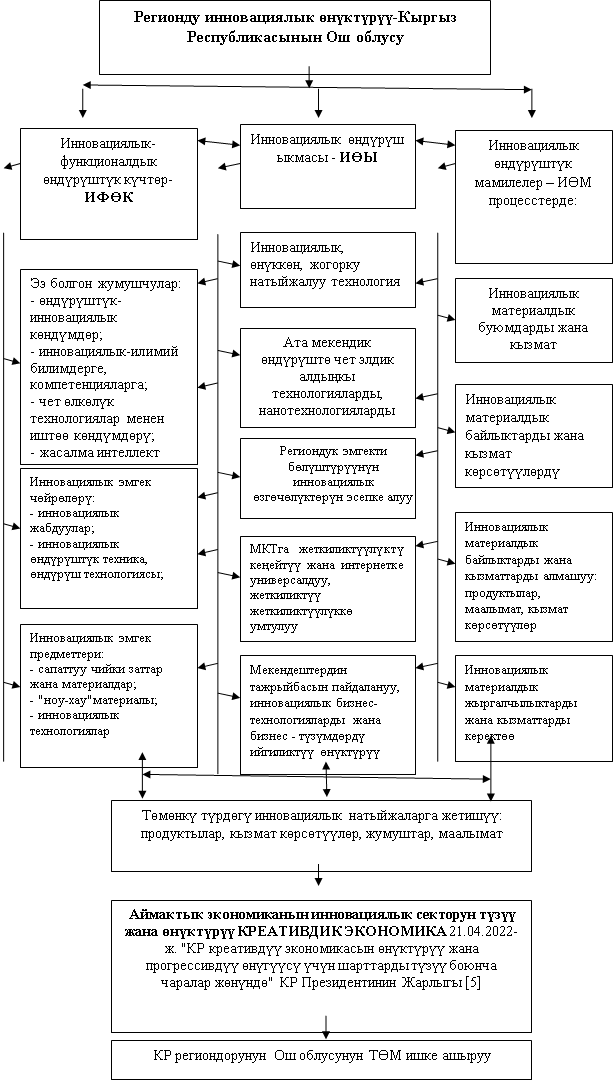 Регионду инновациялык өнүктүрүү-Кыргыз
Республикасынын Ош облусу
Инновациялык-
функционалдык
өндүрүштүк күчтөр-
ИФӨК
Инновациялык өндүрүш
ыкмасы - ИӨЫ
Инновациялык
өндүрүштүк
мамилелер – ИӨМ
процесстерде:
Ээ болгон жумушчулар:
- өндүрүштүк-
инновациялык
көндүмдөр;
- инновациялык-илимий
билимдерге,
компетенцияларга;
- чет өлкөлүк
технологиялар менен
иштөө көндүмдөрү;
- жасалма интеллект
Инновациялык эмгек
чөйрөлөрү:
- инновациялык
жабдуулар;
- инновациялык
өндүрүштүк техника,
өндүрүш технологиясы;
Инновациялык эмгек
предметтери:
- сапаттуу чийки заттар
жана материалдар;
- "ноу-хау"материалы;
- инновациялык
технологиялар
Инновациялык,
өнүккөн, жогорку
натыйжалуу технология
Ата мекендик
өндүрүштө чет элдик
алдыңкы
технологияларды,
нанотехнологияларды
Региондук эмгекти
бөлүштүрүүнүн
инновациялык
өзгөчөлүктөрүн эсепке алуу
МКТга жеткиликтүүлүктү
кеңейтүү жана интернетке
универсалдуу,
жеткиликтүү
жеткиликтүүлүккө
умтулуу
Мекендештердин
тажрыйбасын пайдалануу,
инновациялык бизнес-
технологияларды жана
бизнес - түзүмдөрдү
ийгиликтүү өнүктүрүү
Инновациялык
материалдык
буюмдарды жана
кызмат
Инновациялык
материалдык
байлыктарды жана
кызмат
көрсөтүүлөрдү
Инновациялык
материалдык
байлыктарды жана
кызматтарды алмашуу:
продуктылар,
маалымат, кызмат
көрсөтүүлөр
Инновациялык
материалдык
жыргалчылыктарды
жана кызматтарды
керектөө
Төмөнкү түрдөгү инновациялык натыйжаларга жетишүү:
продуктылар, кызмат көрсөтүүлөр, жумуштар, маалымат
Аймактык экономиканын инновациялык секторун түзүү
жана өнүктүрүү КРЕАТИВДИК ЭКОНОМИКА 21.04.2022-
ж. "КР креативдүү экономикасын өнүктүрүү жана
прогрессивдүү өнүгүүсү үчүн шарттарды түзүү боюнча
чаралар жөнүндө" КР Президентинин Жарлыгы [5]
КР региондорунун Ош облусунун ТӨМ ишке ашыруу